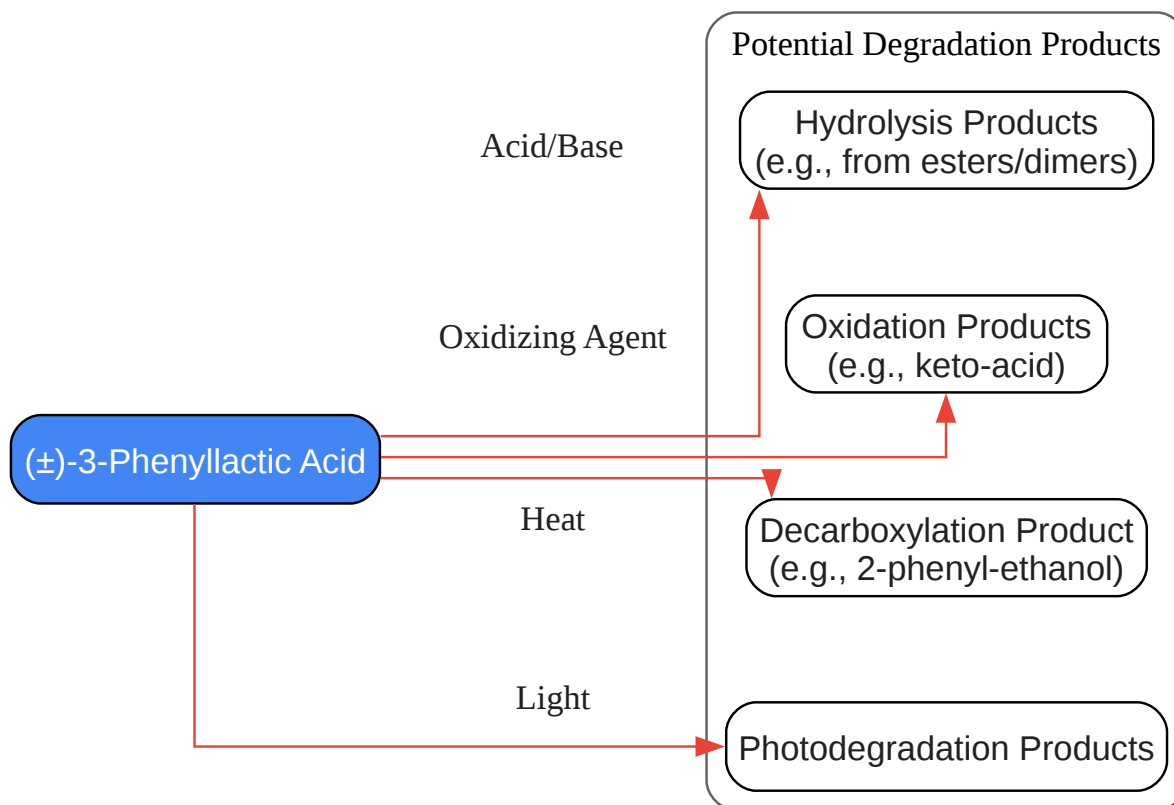 Potential Degradation Products
Acid/Base
Hydrolysis Products
(e.g., from esters/dimers)
Oxidizing Agent
Oxidation Products
(e.g., keto-acid)
(±)-3-Phenyllactic Acid
Heat
Decarboxylation Product
(e.g., 2-phenyl-ethanol)
Light
Photodegradation Products